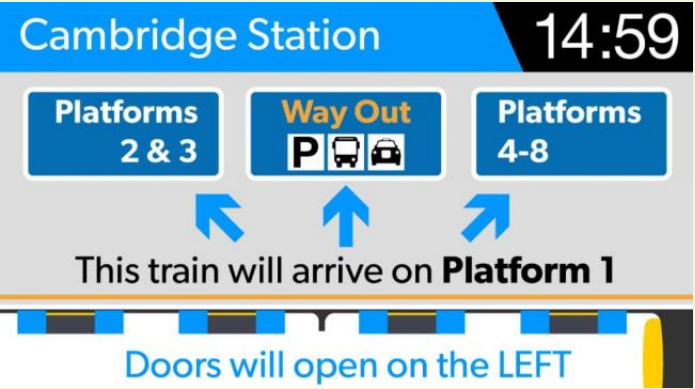 Cambridge Station
14:59
Platforms
2 & 3
Way Out
P
Platforms
4-8
This train will arrive on Platform 1
Doors will open on the LEFT